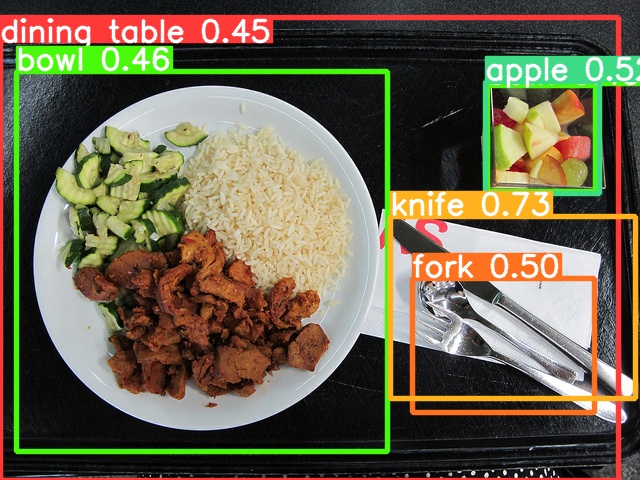 dining table 0.45
bowl 0.46
apple 0.52
knife 0.73
fork 0.50